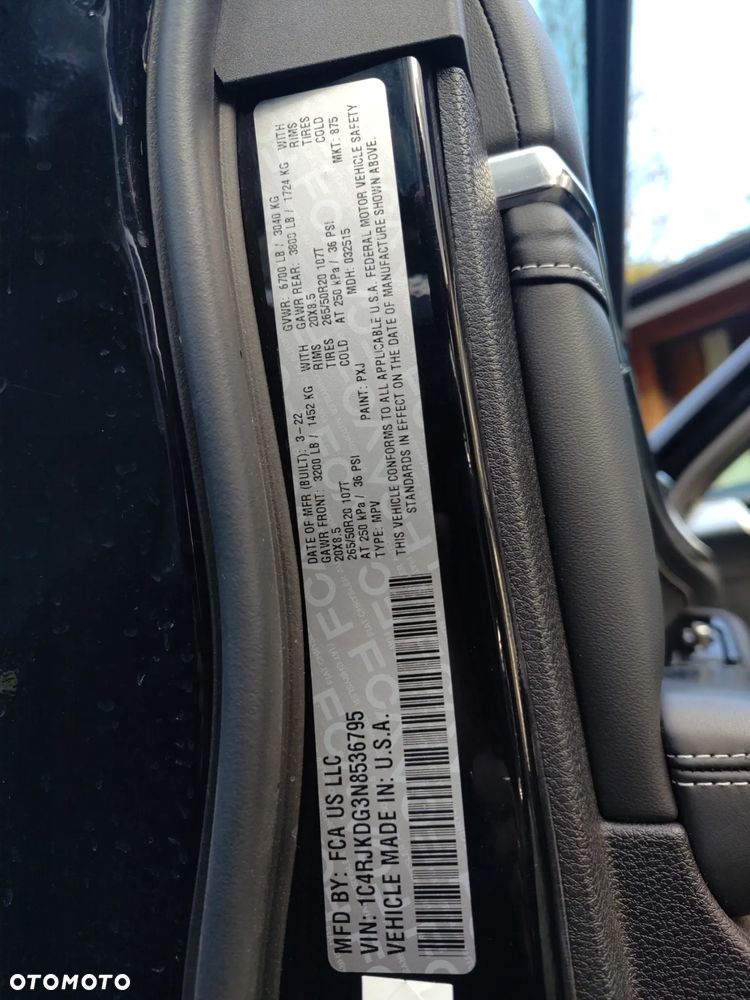 MFD BY: FCA US LLC
VIN: 1C4RJKDG3N8536795
VEHICLE MADE IN: U.S.A.
DATE OF MFR (BUILT): 3-22
GAWR FRONT: 3200 LB / 1452 KG WITH
20X8.5 RIMS
265/50R20 107T TIRES
AT 250 kPa / 36 PSI COLD
TYPE: MPV PAINT: PXJ
GVWR: 6700 LB / 3040 KG
GAWR REAR: 3800 LB / 1724 KG WITH
20X8.5 RIMS
265/50R20 107T TIRES
AT 250 kPa / 36 PSI COLD
MDH: 032515 MKT: 875
THIS VEHICLE CONFORMS TO ALL APPLICABLE U.S.A. FEDERAL MOTOR VEHICLE SAFETY
STANDARDS IN EFFECT ON THE DATE OF MANUFACTURE SHOWN ABOVE.
OTOMOTO